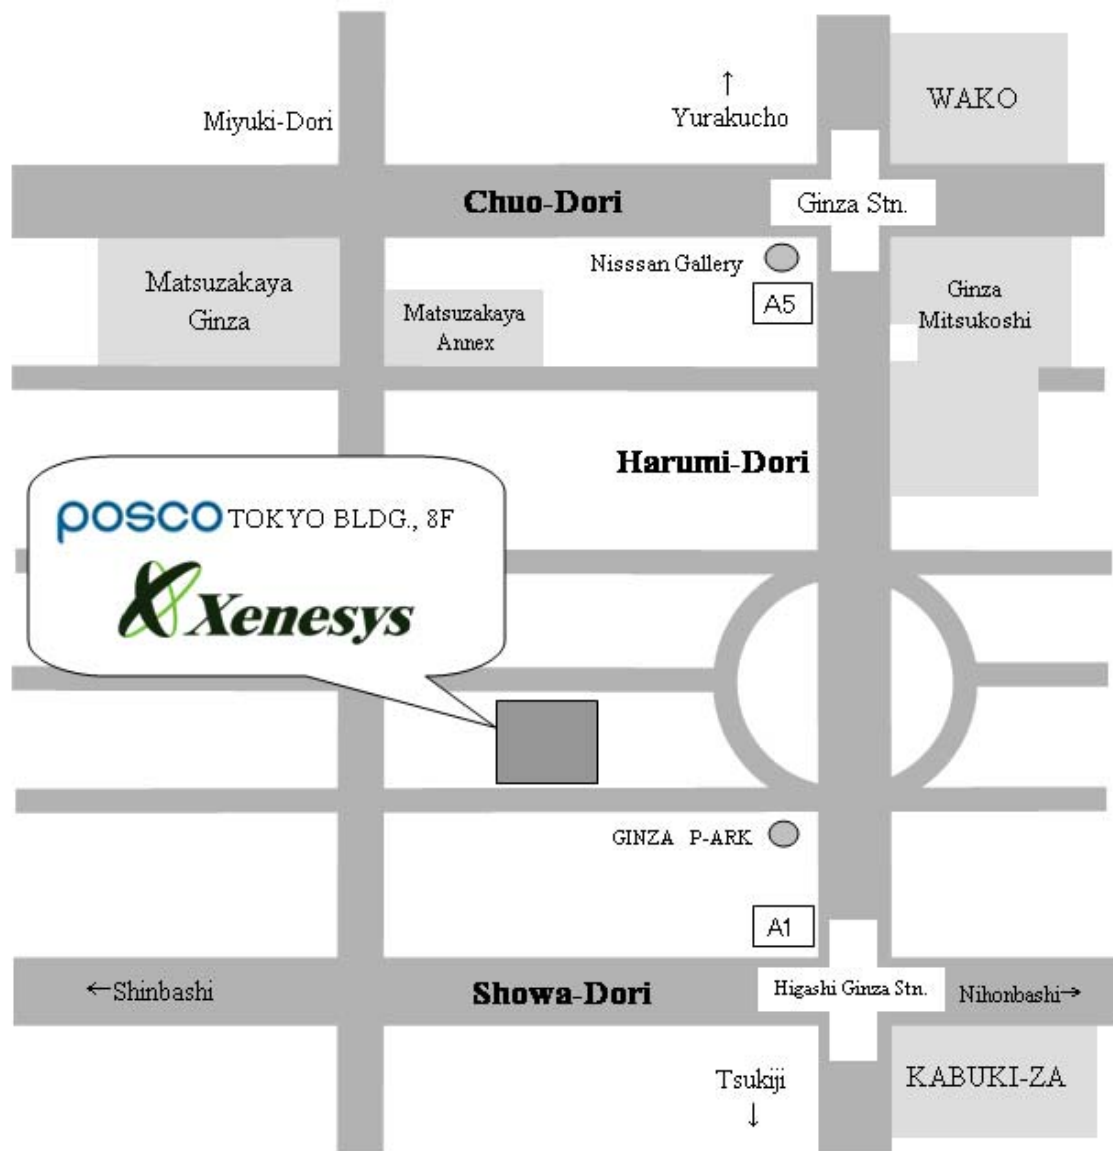 WAKO
↑
Yurakucho
Miyuki-Dori
Chuo-Dori
Ginza Stn.
Nisssan Gallery
A5
Matsuzakaya
Ginza
Matsuzakaya
Annex
Ginza
Mitsukoshi
Harumi-Dori
posco TOKYO BLDG., 8F
Xenesys
GINZA P-ARK
A1
←Shinbashi
Showa-Dori
Higashi Ginza Stn.
Nihonbashi→
Tsukiji
↓
KABUKI-ZA